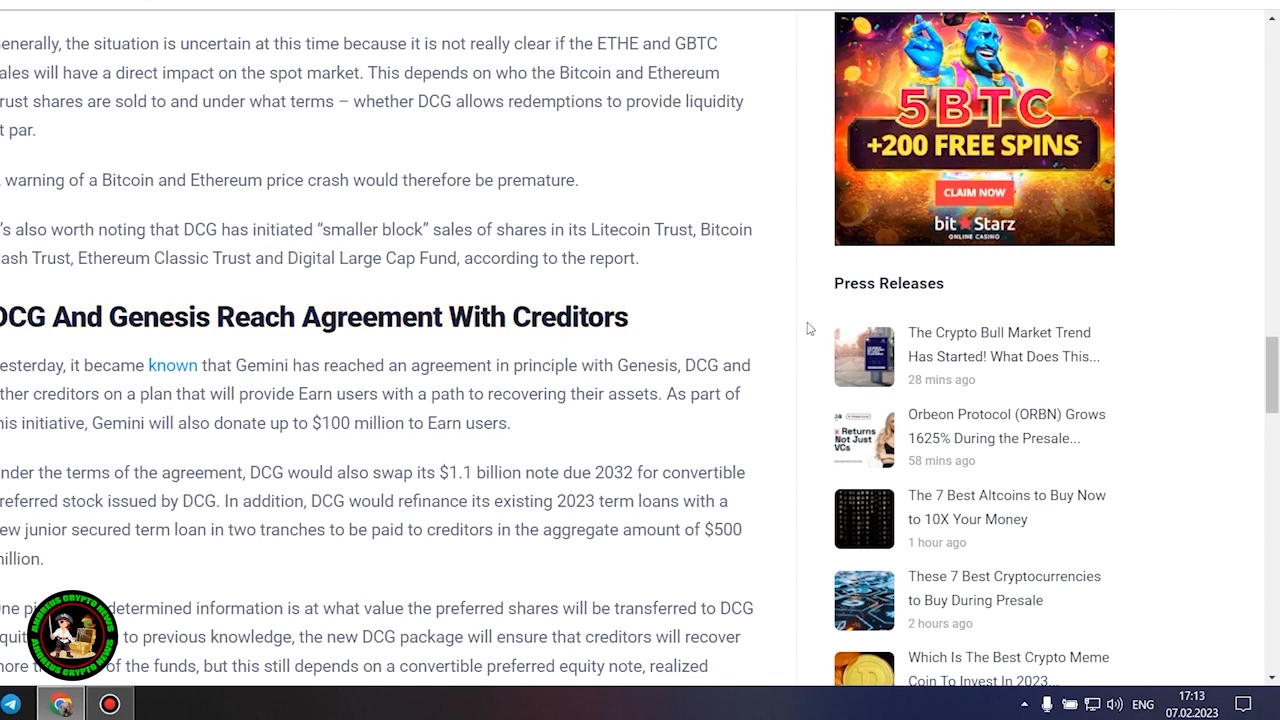 enerally, the situation is uncertain at this time because it is not really clear if the ETHE and GBTC
ales will have a direct impact on the spot market. This depends on who the Bitcoin and Ethereum
rust shares are sold to and under what terms – whether DCG allows redemptions to provide liquidity
t par.
warning of a Bitcoin and Ethereum price crash would therefore be premature.
's also worth noting that DCG has initiated “smaller block” sales of shares in its Litecoin Trust, Bitcoin
ash Trust, Ethereum Classic Trust and Digital Large Cap Fund, according to the report.
DCG And Genesis Reach Agreement With Creditors
esterday, it became known that Gemini has reached an agreement in principle with Genesis, DCG and
ther creditors on a plan that will provide Earn users with a path to recovering their assets. As part of
his initiative, Gemini will also donate up to $100 million to Earn users.
nder the terms of the agreement, DCG would also swap its $1.1 billion note due 2032 for convertible
referred stock issued by DCG. In addition, DCG would refinance its existing 2023 term loans with a
ew junior secured term loan in two tranches to be paid to creditors in the aggregate amount of $500
illion.
ne pi determined information is at what value the preferred shares will be transferred to DCG
quit to previous knowledge, the new DCG package will ensure that creditors will recover
ore t of the funds, but this still depends on a convertible preferred equity note, realized
ANDREUS CRYPTO NEWS
ANDREUS CRYPTO NEWS
5BTC
+200 FREE SPINS
CLAIM NOW
bit Starz
ONLINE CASINO
Press Releases
The Crypto Bull Market Trend
Has Started! What Does This...
28 mins ago
Returns
Not Just
VCs
Orbeon Protocol (ORBN) Grows
1625% During the Presale...
58 mins ago
The 7 Best Altcoins to Buy Now
to 10X Your Money
1 hour ago
These 7 Best Cryptocurrencies
to Buy During Presale
2 hours ago
Which Is The Best Crypto Meme
Coin To Invest In 2023...
ENG
17:13
07.02.2023